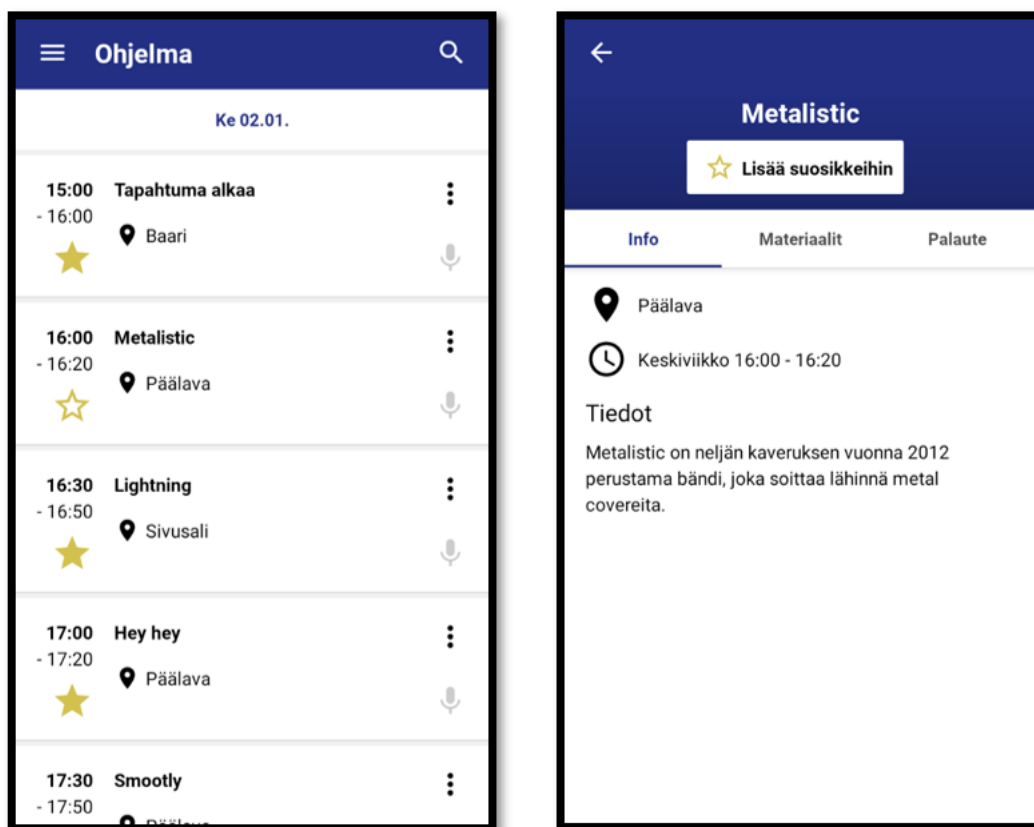 Ohjelma
Ke 02.01.
15:00 Tapahtuma alkaa
- 16:00
Baari
16:00 Metalistic
- 16:20
Päälava
16:30 Lightning
- 16:50
Sivusali
17:00 Hey hey
- 17:20
Päälava
17:30 Smootly
- 17:50
Metalistic
Lisää suosikkeihin
Info Materiaalit Palaute
Päälava
Keskiviikko 16:00 - 16:20
Tiedot
Metalistic on neljän kaveruksen vuonna 2012
perustama bändi, joka soittaa lähinnä metal
covereita.